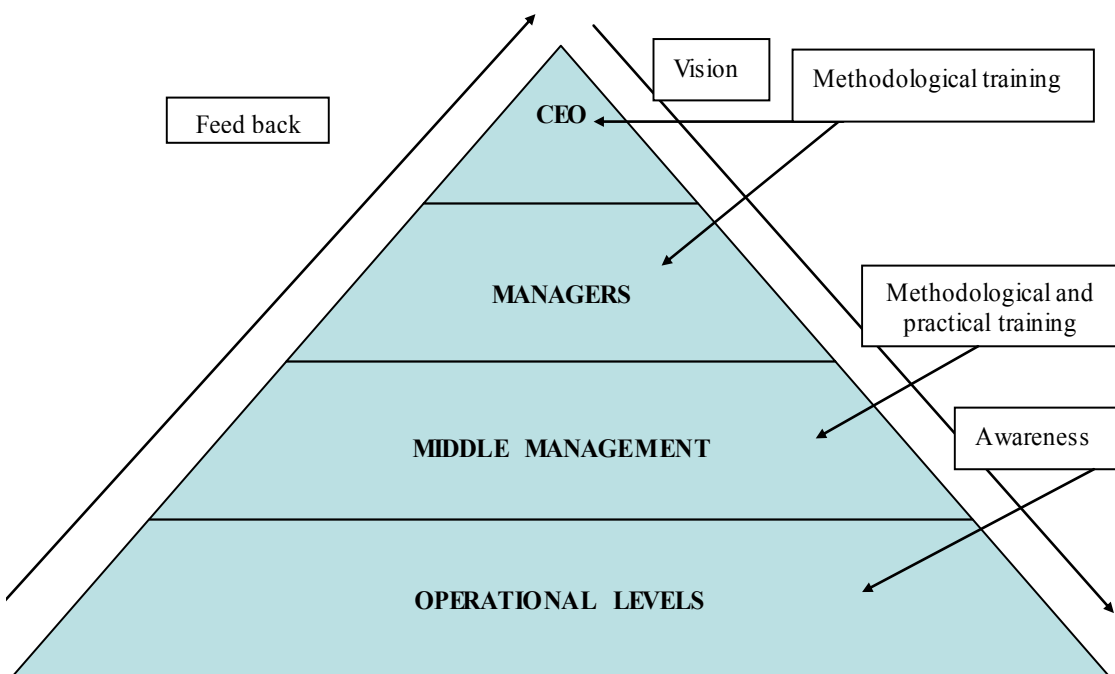 Vision
Methodological training
Feed back
CEO
MANAGERS
Methodological and
practical training
MIDDLE MANAGEMENT
Awareness
OPERATIONAL LEVELS